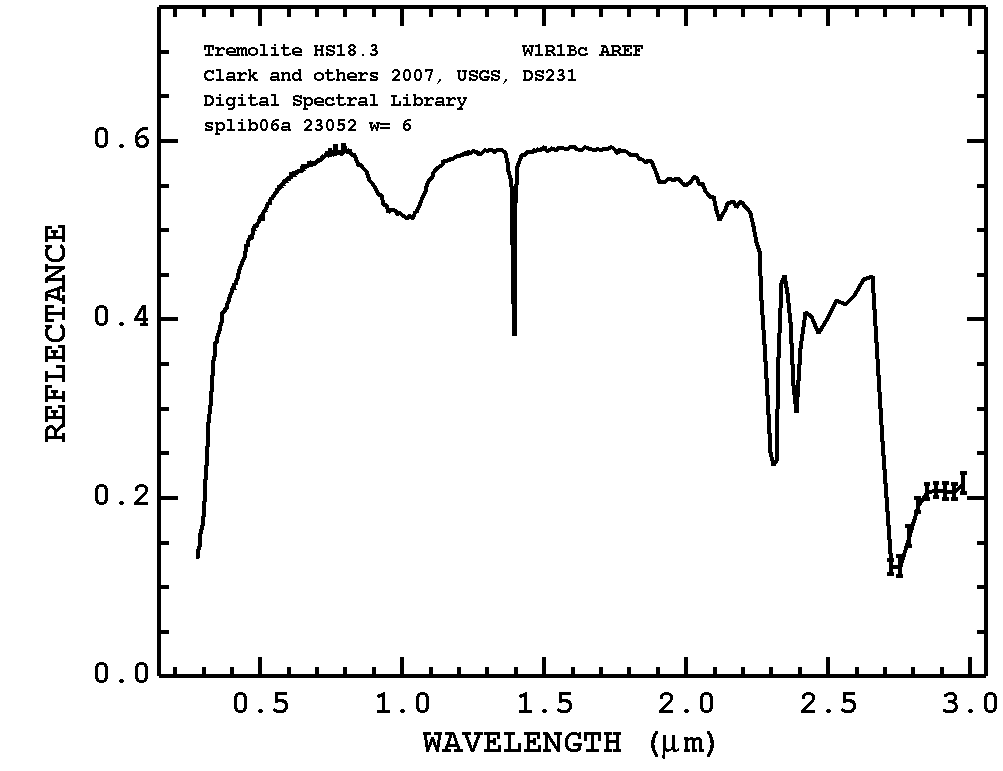 Tremolite HS18.3 W1R1Bc AREF
Clark and others 2007, USGS, DS231
Digital Spectral Library
splib06a 23052 w= 6
0.6
0.4
0.2
0.0
REFLECTANCE
0.5 1.0 1.5 2.0 2.5 3.0
WAVELENGTH (μm)